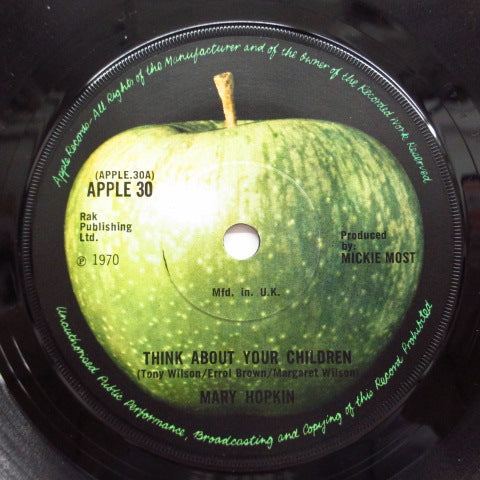 Apple Records. All Rights of the Manufacturer and of the Owner of the Recorded Work Reserved.
(APPLE.30A)
APPLE 30
Rak
Publishing
Ltd.
℗ 1970
Produced
by:
MICKIE MOST
Mfd. in U.K.
THINK ABOUT YOUR CHILDREN
(Tony Wilson/Errol Brown/Margaret Wilson)
MARY HOPKIN
Unauthorised Public Performance, Broadcasting and Copying of this Record Prohibited